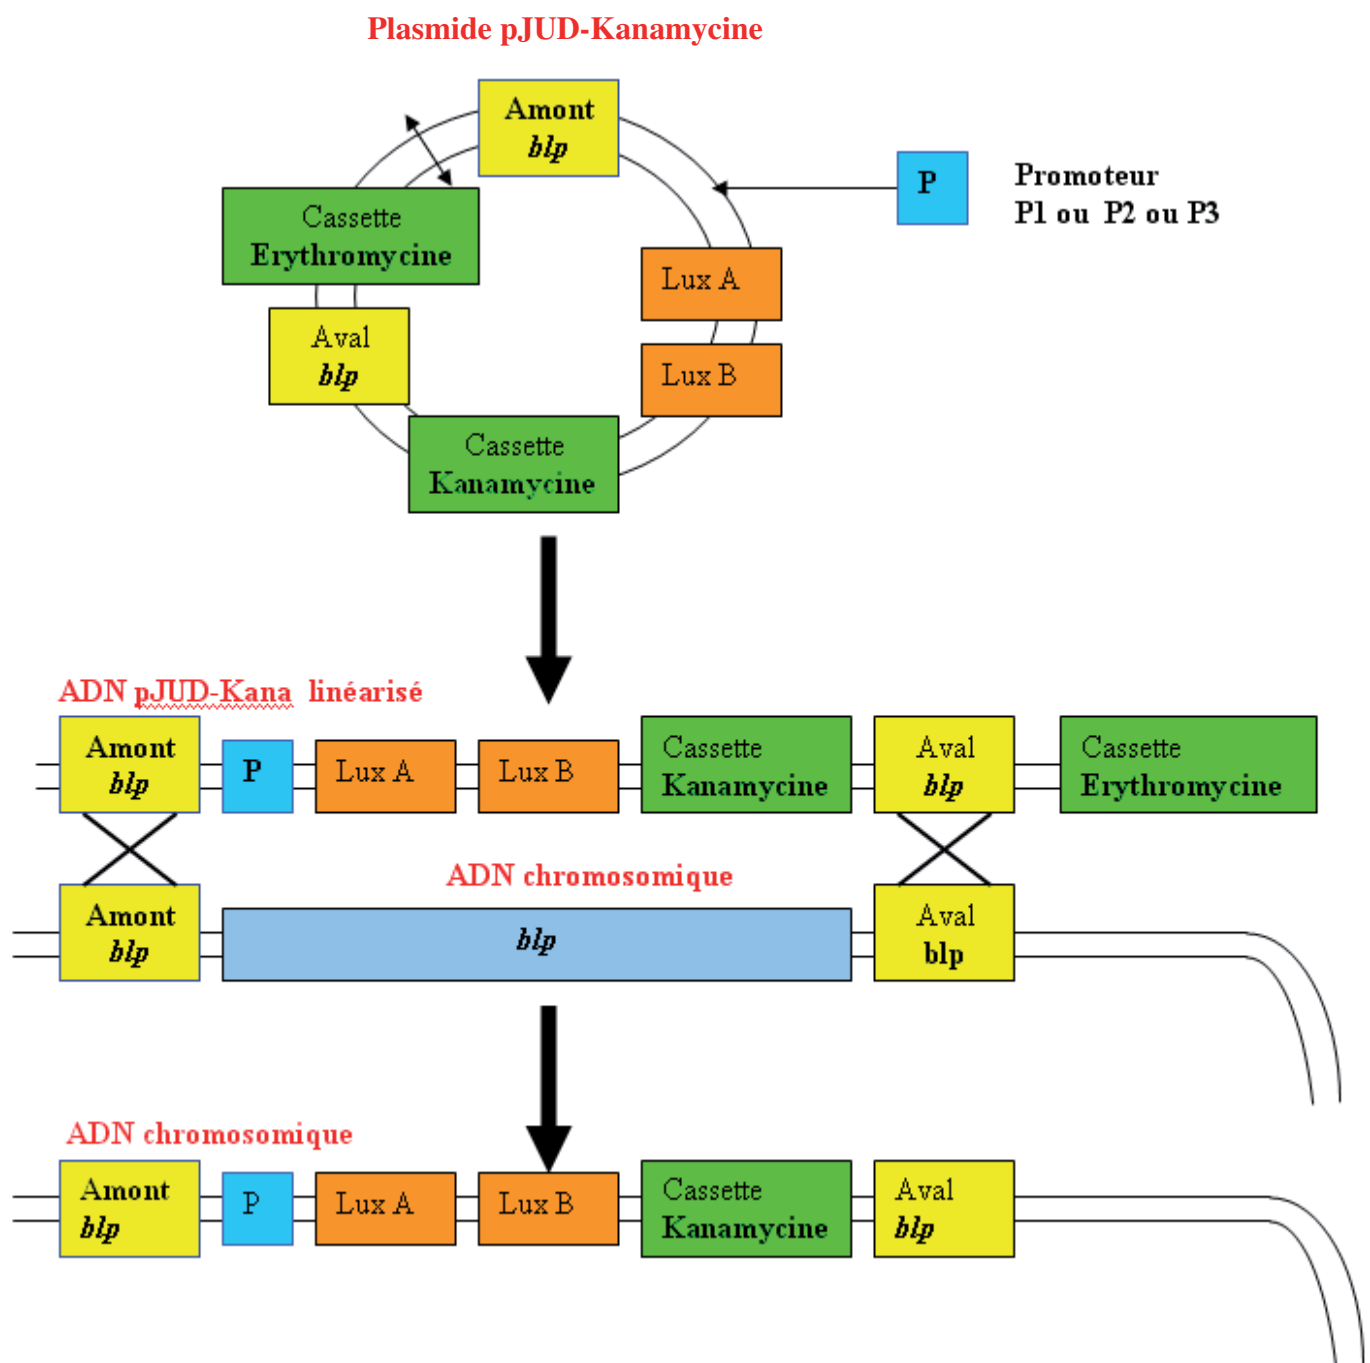 Plasmide pJUD-Kanamycine
Amont
blp
P
Promoteur
P1 ou P2 ou P3
Cassette
Erythromycine
Lux A
Aval
blp
Lux B
Cassette
Kanamycine
ADN pJUD-Kana linéarisé
Amont
blp
P
Lux A
Lux B
Cassette
Kanamycine
Aval
blp
Cassette
Erythromycine
ADN chromosomique
Amont
blp
blp
Aval
blp
ADN chromosomique
Amont
blp
P
Lux A
Lux B
Cassette
Kanamycine
Aval
blp